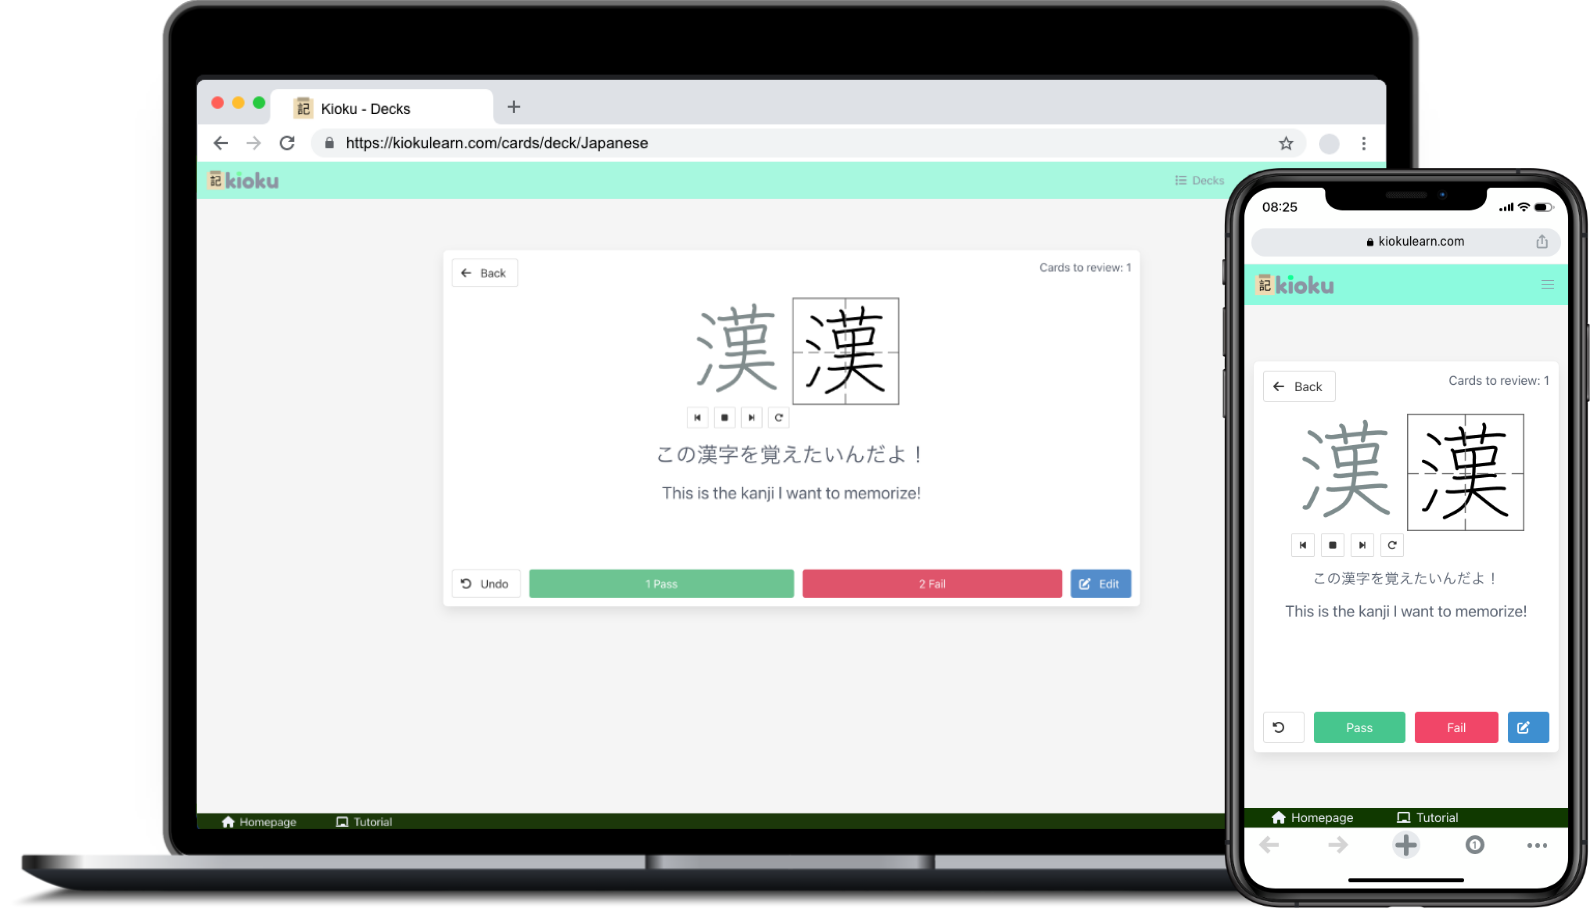 記 Kioku - Decks
https://kiokulearn.com/cards/deck/Japanese
記 kioku
Decks
Back
Cards to review: 1
漢 漢
この漢字を覚えたいんだよ！
This is the kanji I want to memorize!
Undo
1 Pass
2 Fail
Edit
Homepage
Tutorial
08:25
kiokulearn.com
記 kioku
Back
Cards to review: 1
漢 漢
この漢字を覚えたいんだよ！
This is the kanji I want to memorize!
Pass
Fail
Homepage
Tutorial
1